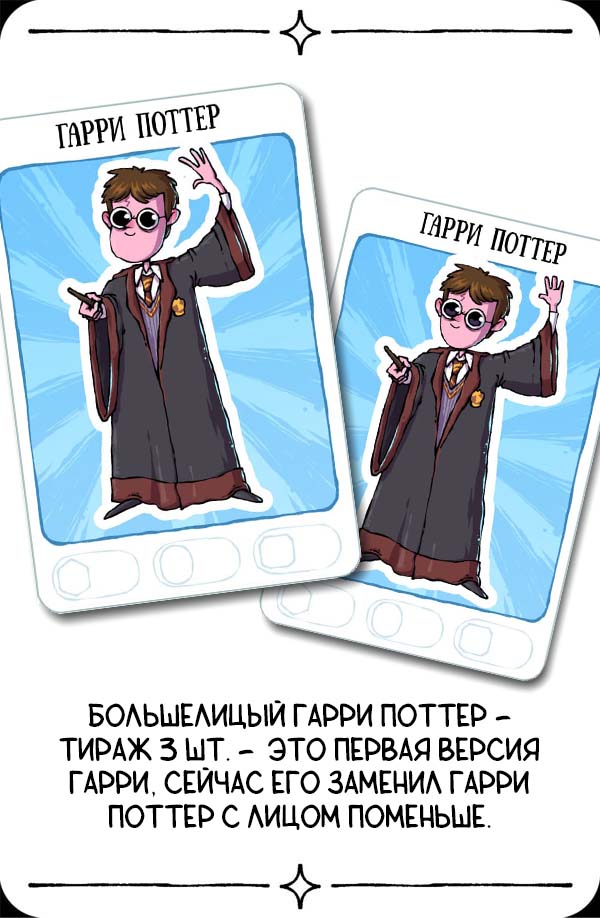 ГАРРИ ПОТТЕР
ГАРРИ ПОТТЕР
БОЛЬШЕЛИЦЫЙ ГАРРИ ПОТТЕР –
ТИРАЖ 3 ШТ. – ЭТО ПЕРВАЯ ВЕРСИЯ
ГАРРИ, СЕЙЧАС ЕГО ЗАМЕНИЛ ГАРРИ
ПОТТЕР С ЛИЦОМ ПОМЕНЬШЕ.